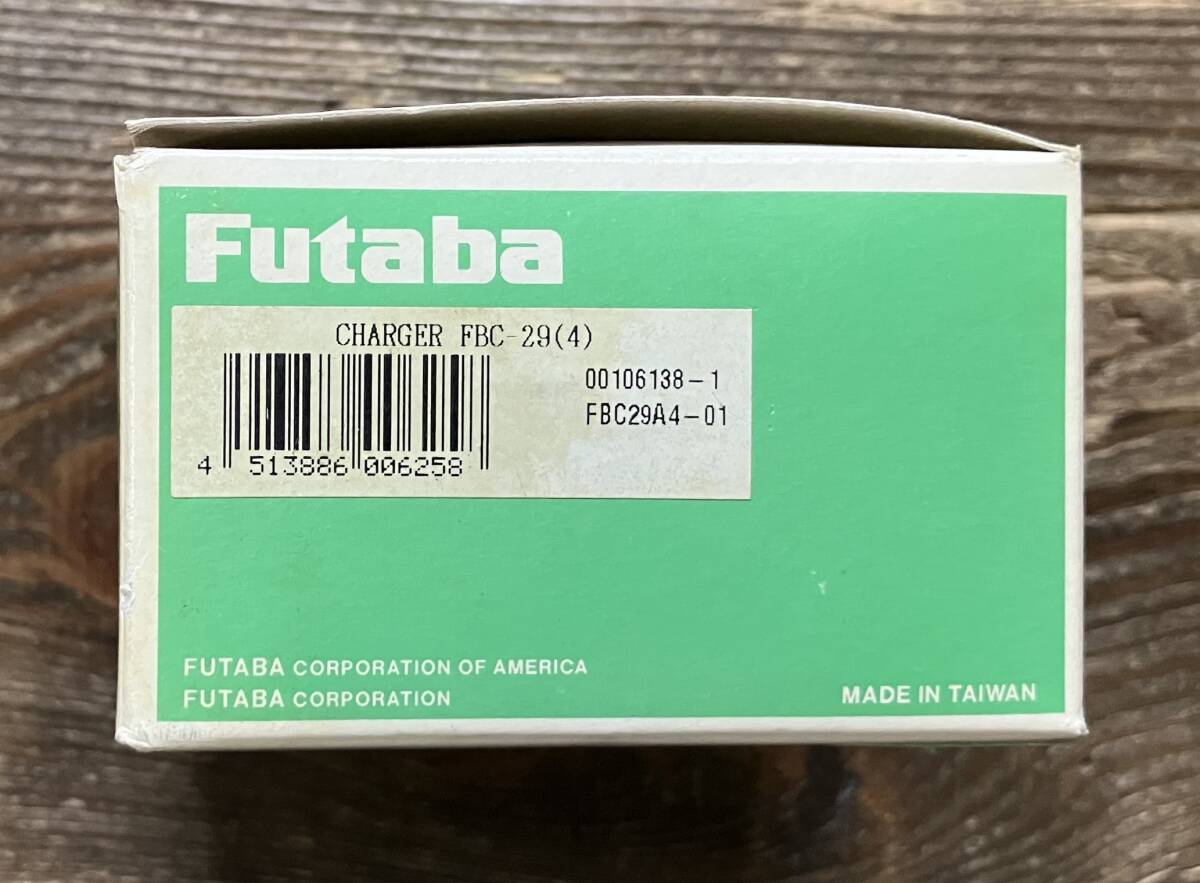 Futaba
CHARGER FBC-29(4)
00106138-1
FBC29A4-01
4 513886 006258
FUTABA CORPORATION OF AMERICA
FUTABA CORPORATION
MADE IN TAIWAN